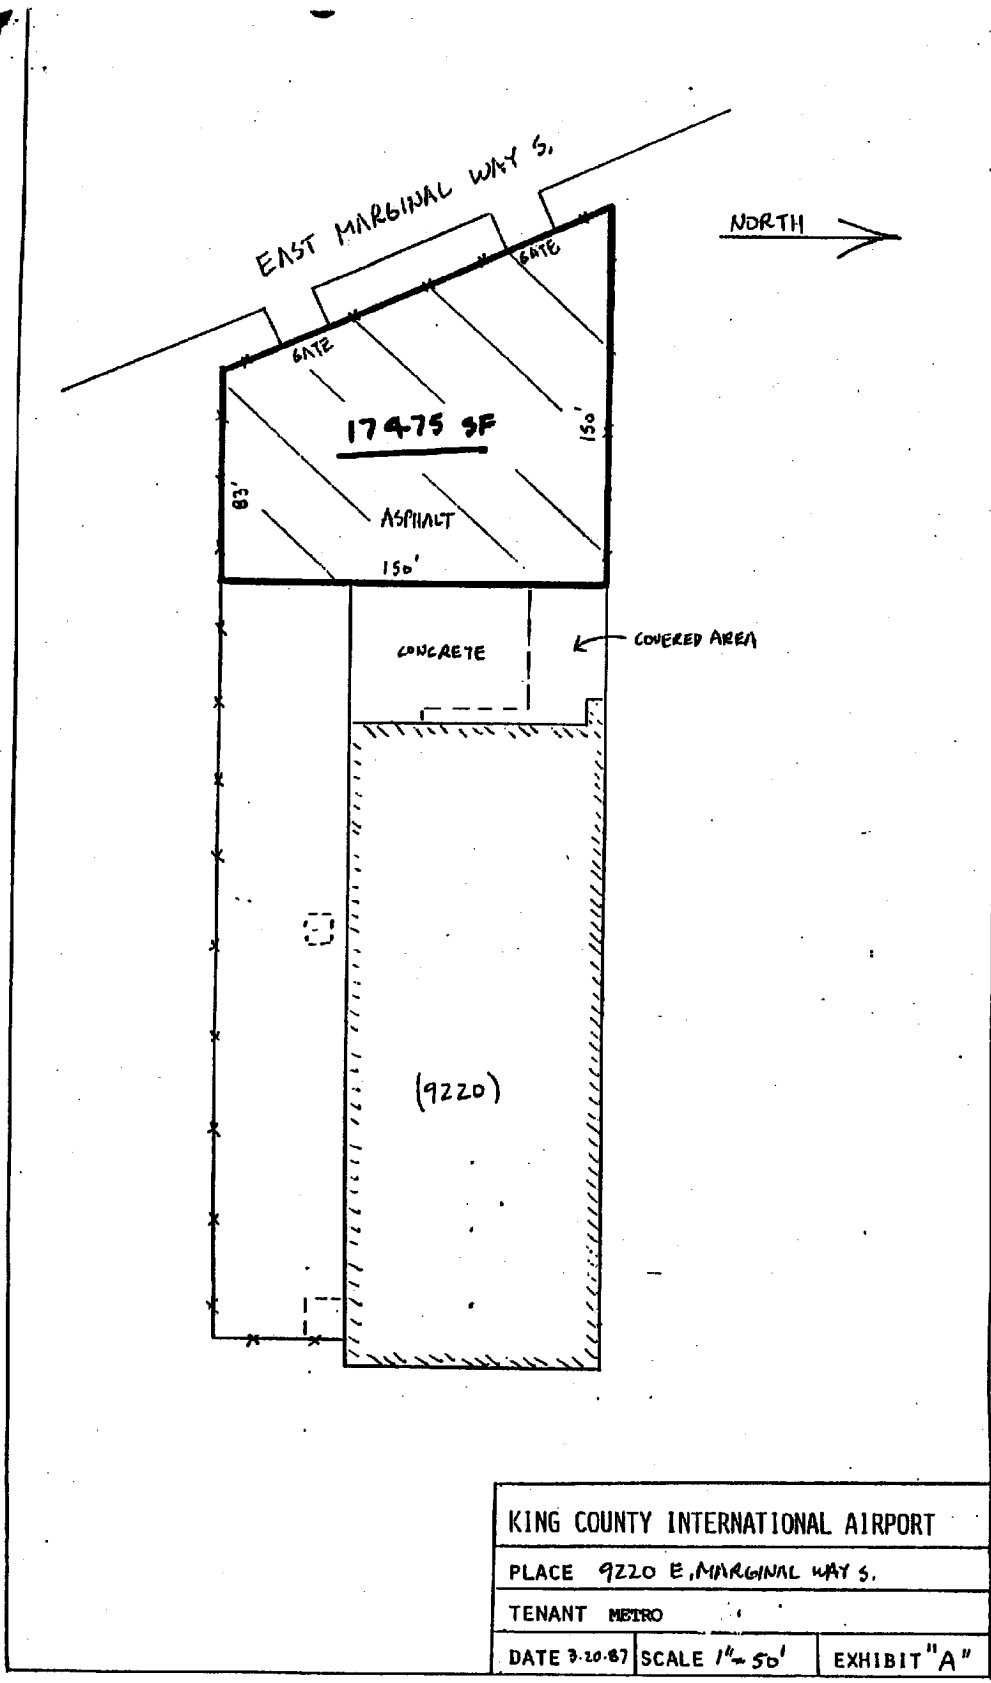 EAST MARGINAL WAY S.
NORTH
GATE
GATE
17475 SF
150'
83'
ASPHALT
150'
CONCRETE
COVERED AREA
(9220)
KING COUNTY INTERNATIONAL AIRPORT
PLACE 9220 E. MARGINAL WAY S.
TENANT METRO
DATE 3.20.87 SCALE 1"=50' EXHIBIT "A"